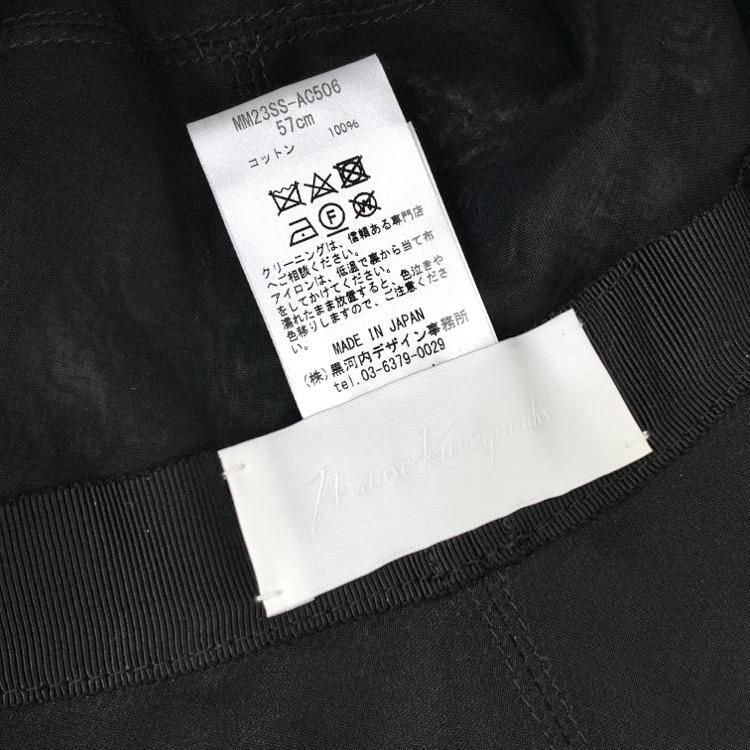 MM23SS-AC506
57cm
コットン 100%
F
W
クリーニングは、信頼ある専門店
へご相談ください。
アイロンは、低温で裏から当て布
をしてかけてください。
濡れたまま放置すると、色泣きや
色移りしますので、ご注意くださ
い。
MADE IN JAPAN
(株)黒河内デザイン事務所
tel.03-6379-0029
Mame Kurogouchi